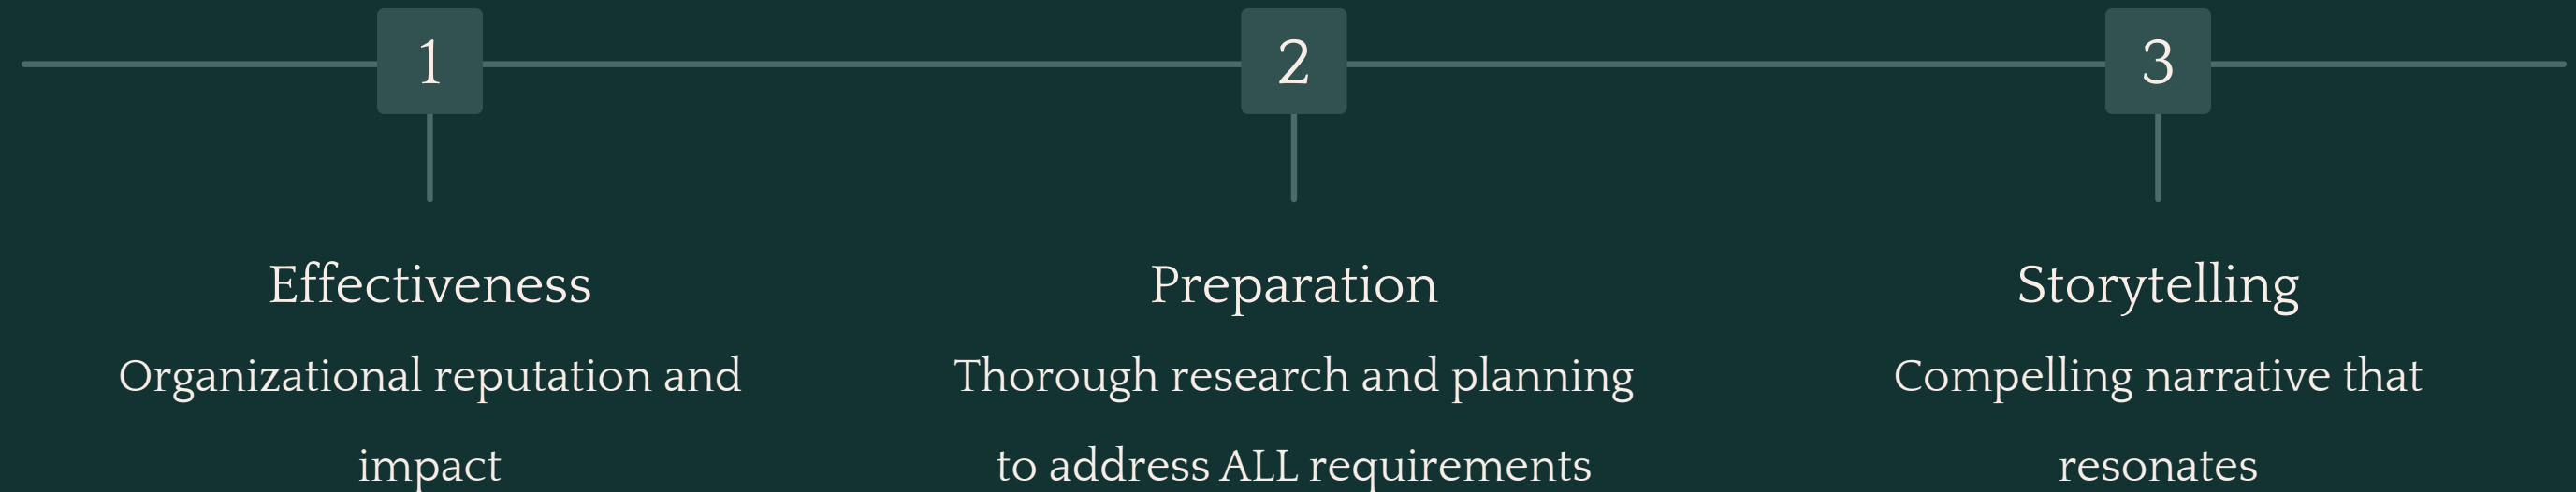 1
2
3
Effectiveness
Organizational reputation and
impact
Preparation
Thorough research and planning
to address ALL requirements
Storytelling
Compelling narrative that
resonates